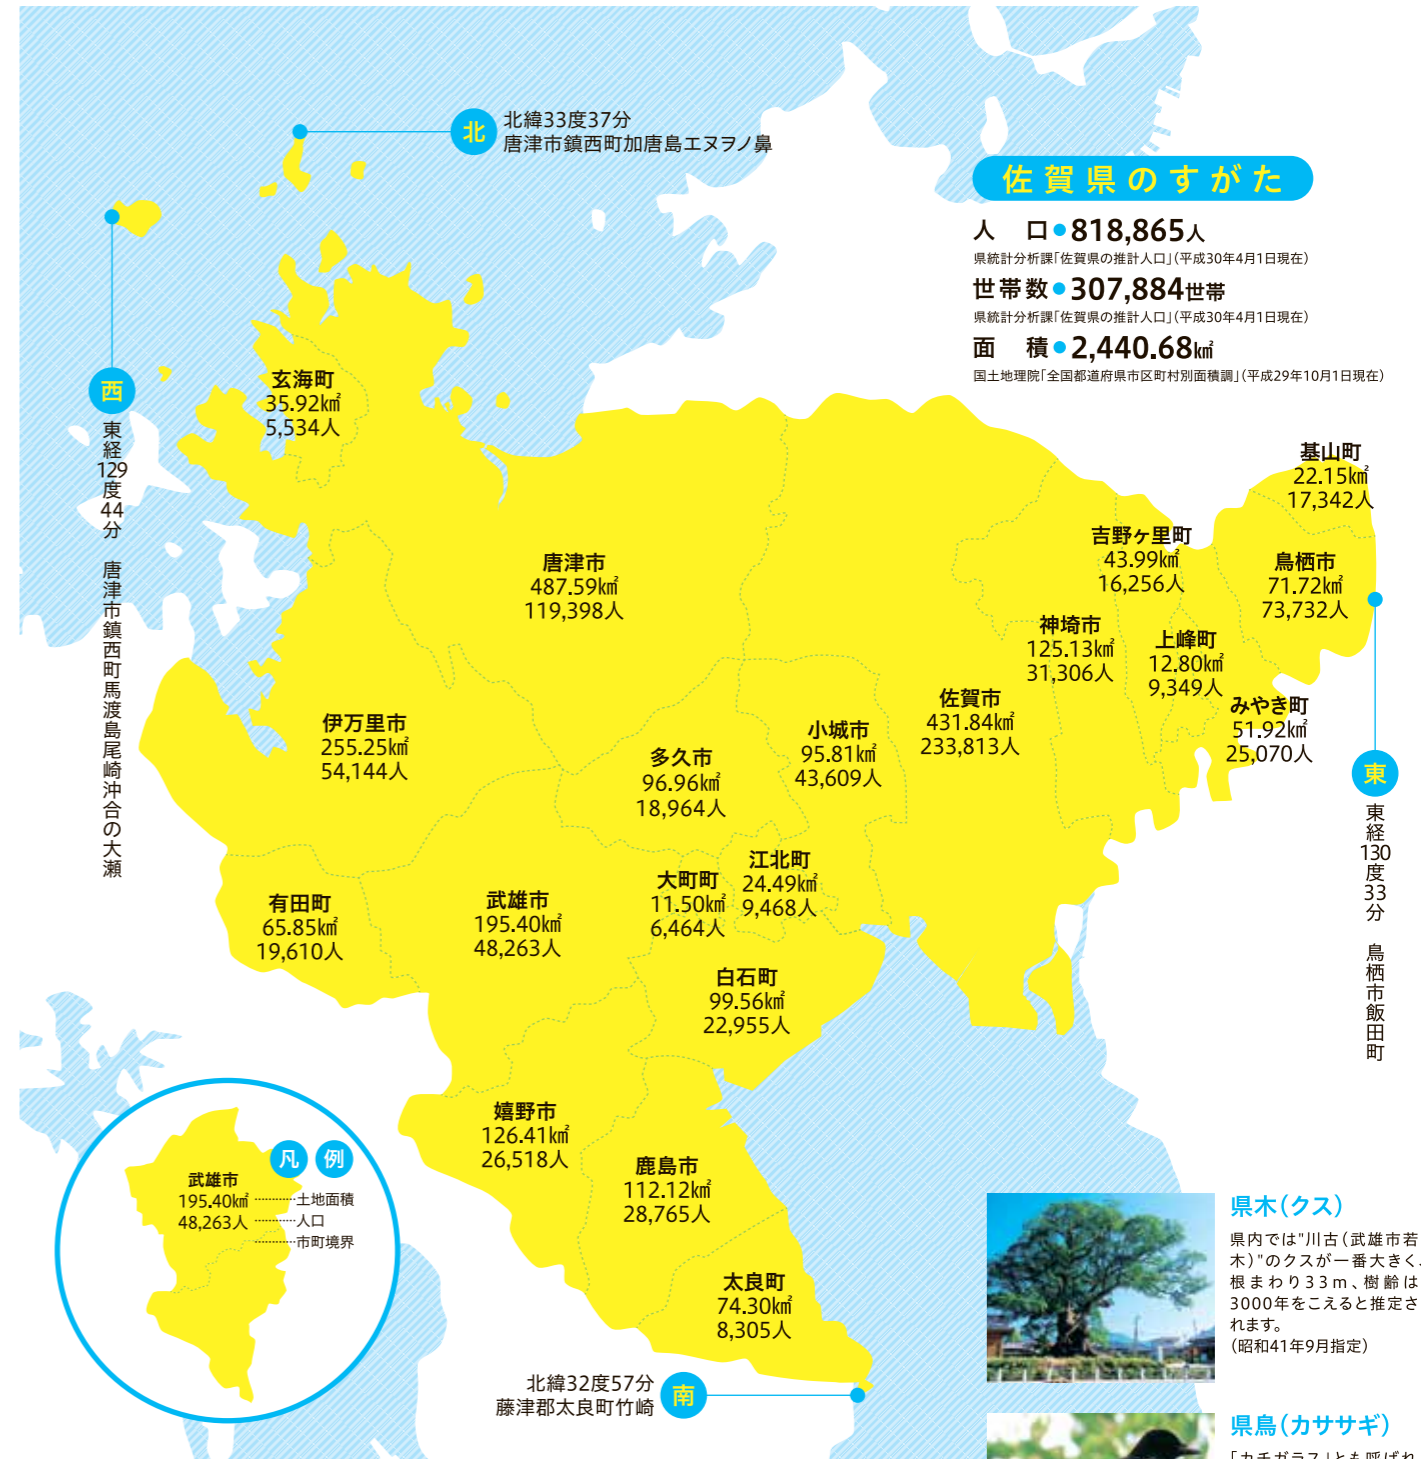 北
北緯33度37分
唐津市鎮西町加唐島エヌヲノ鼻
佐賀県のすがた
人　口●818,865人
県統計分析課「佐賀県の推計人口」(平成30年4月1日現在)
世帯数●307,884世帯
県統計分析課「佐賀県の推計人口」(平成30年4月1日現在)
面　積●2,440.68㎢
国土地理院「全国都道府県市区町村別面積調」(平成29年10月1日現在)
西
東経129度44分　唐津市鎮西町馬渡島尾崎沖合の大瀬
玄海町
35.92㎢
5,534人
基山町
22.15㎢
17,342人
吉野ヶ里町
43.99㎢
16,256人
鳥栖市
71.72㎢
73,732人
唐津市
487.59㎢
119,398人
神埼市
125.13㎢
31,306人
上峰町
12.80㎢
9,349人
みやき町
51.92㎢
25,070人
佐賀市
431.84㎢
233,813人
小城市
95.81㎢
43,609人
伊万里市
255.25㎢
54,144人
多久市
96.96㎢
18,964人
東
東経130度33分　鳥栖市飯田町
江北町
24.49㎢
9,468人
大町町
11.50㎢
6,464人
有田町
65.85㎢
19,610人
武雄市
195.40㎢
48,263人
白石町
99.56㎢
22,955人
嬉野市
126.41㎢
26,518人
鹿島市
112.12㎢
28,765人
太良町
74.30㎢
8,305人
凡例
武雄市
195.40㎢ 土地面積
48,263人 人口
市町境界
北緯32度57分
藤津郡太良町竹崎
南
県木(クス)
県内では"川古(武雄市若
木)"のクスが一番大きく、
根まわり33m、樹齢は
3000年をこえると推定さ
れます。
(昭和41年9月指定)
県鳥(カササギ)
「カチガラス」とも呼ばれ